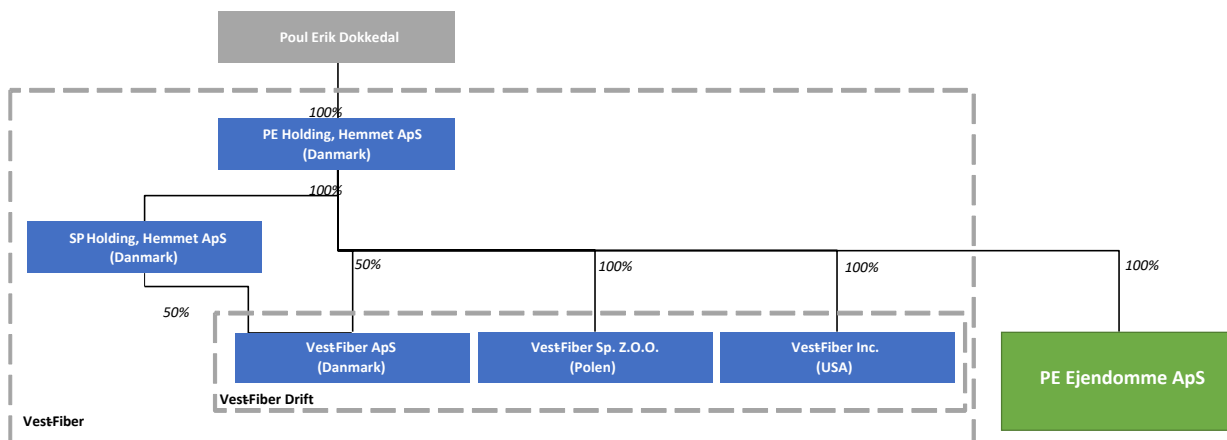 Poul Erik Dokkedal
100%
PE Holding, Hemmet ApS
(Danmark)
100%
SP Holding, Hemmet ApS
(Danmark)
50%
100%
100%
100%
50%
Vest-Fiber ApS
(Danmark)
Vest-Fiber Sp. Z.O.O.
(Polen)
Vest-Fiber Inc.
(USA)
PE Ejendomme ApS
Vest-Fiber Drift
Vest-Fiber